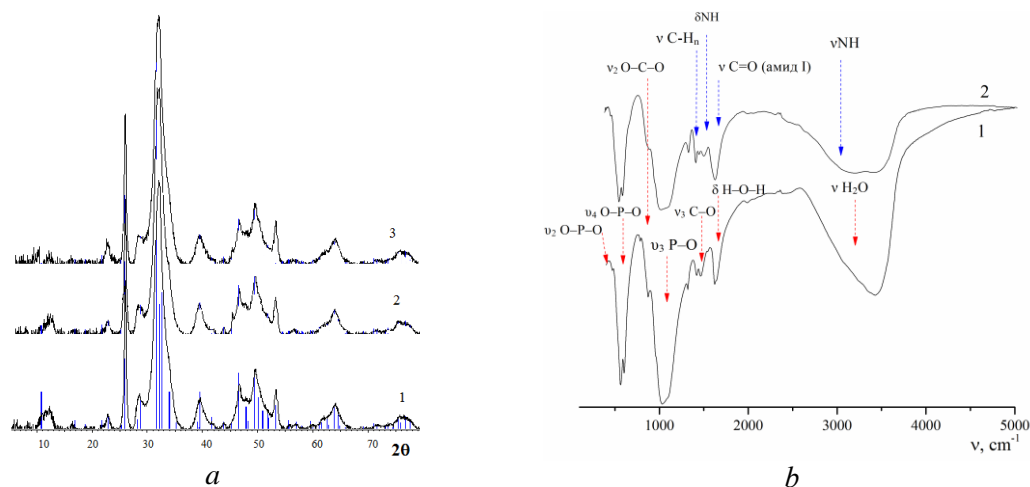 3
2
1
10 20 30 40 50 60 70
2θ
a
δNH
ν C-Hₙ
νNH
ν₂ O–C–O
ν C=O (амид I)
2
1
δ H–O–H
ν H₂O
υ₄ O–P–O
ν₃ C–O
υ₂ O–P–O
υ₃ P–O
1000 2000 3000 4000 5000
ν, cm⁻¹
b